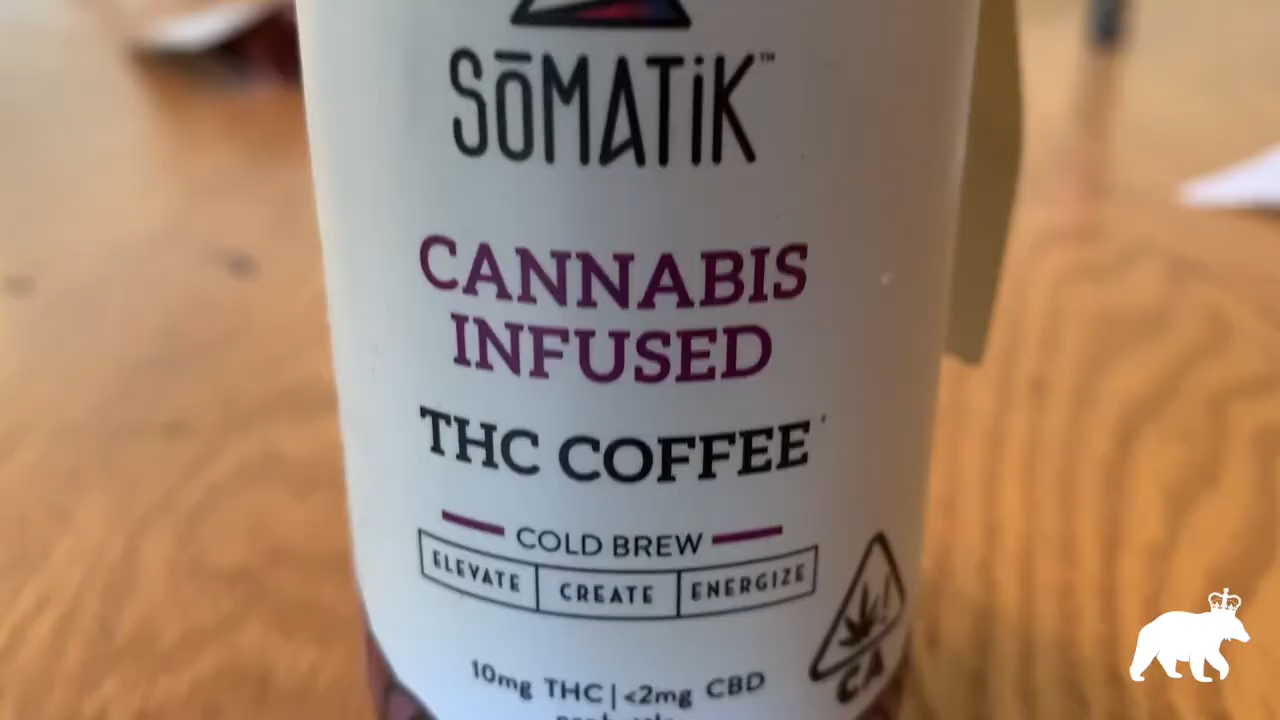 SōMATiK™
CANNABIS
INFUSED
THC COFFEE
COLD BREW
ELEVATE CREATE ENERGIZE
10mg THC | <2mg CBD
CA